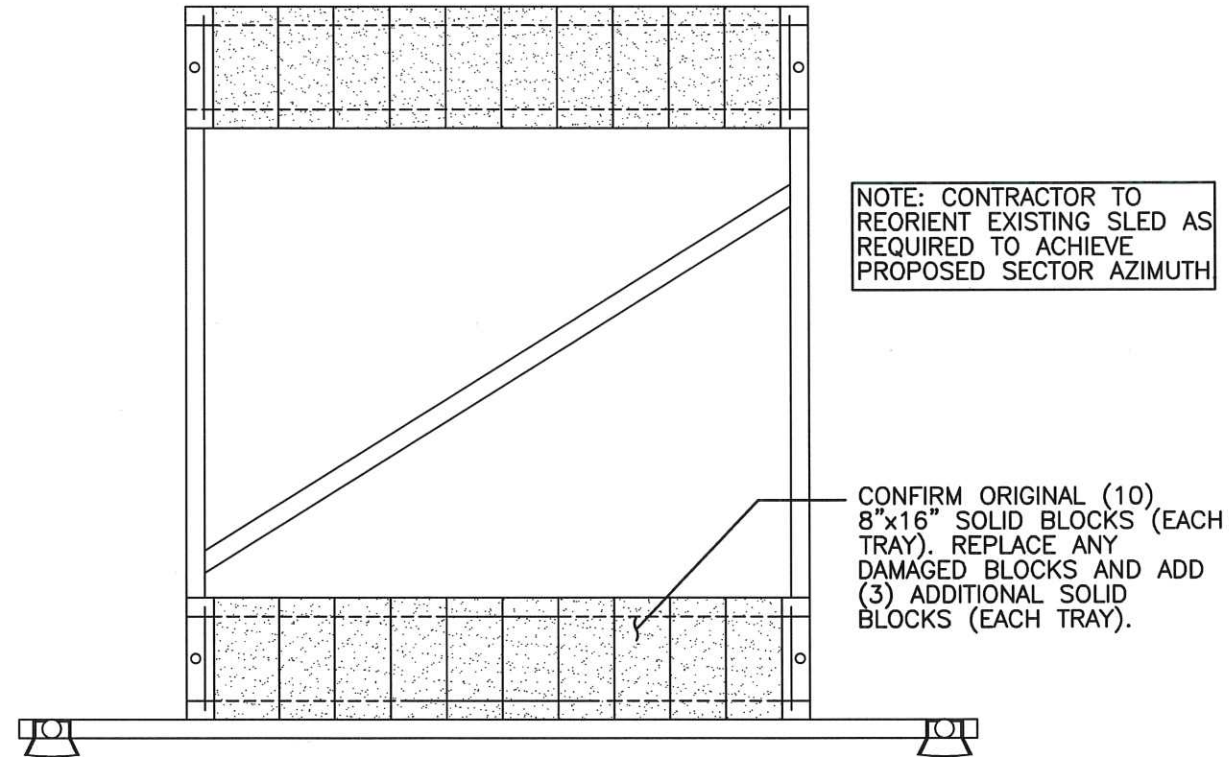 NOTE: CONTRACTOR TO
REORIENT EXISTING SLED AS
REQUIRED TO ACHIEVE
PROPOSED SECTOR AZIMUTH.
CONFIRM ORIGINAL (10)
8"x16" SOLID BLOCKS (EACH
TRAY). REPLACE ANY
DAMAGED BLOCKS AND ADD
(3) ADDITIONAL SOLID
BLOCKS (EACH TRAY).